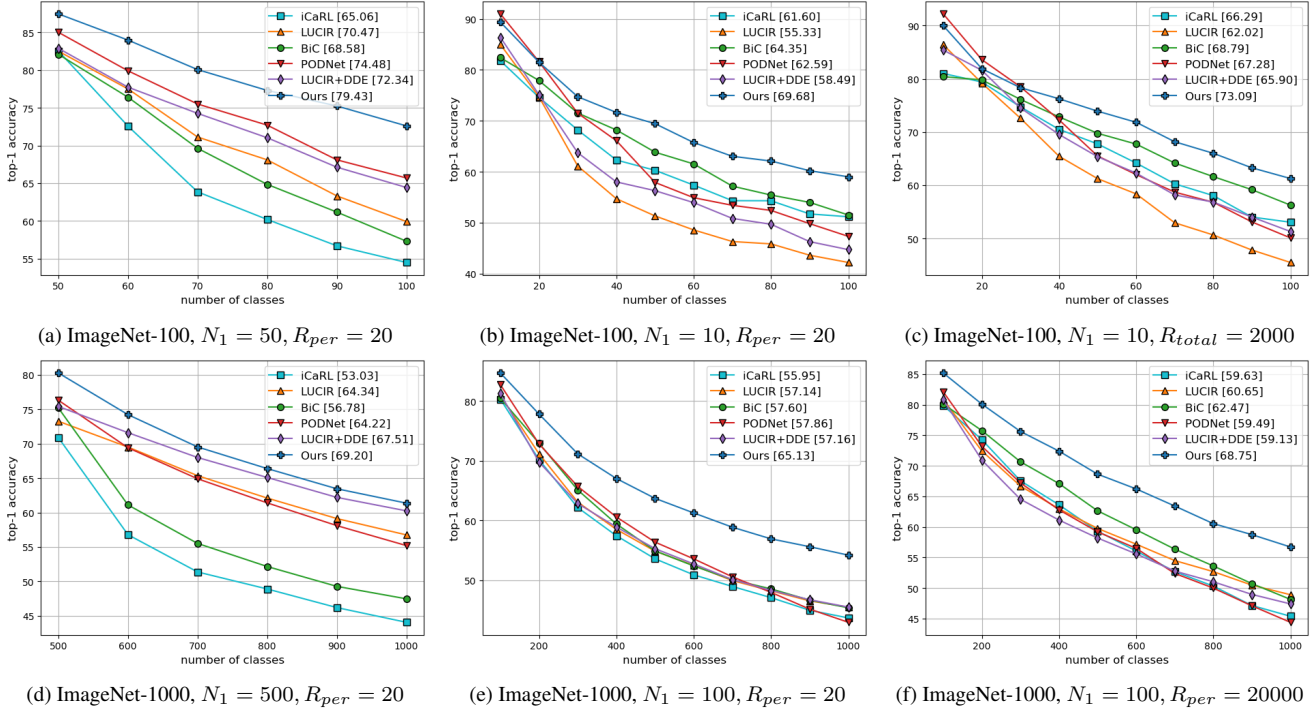 iCaRL [65.06]
LUCIR [70.47]
BiC [68.58]
PODNet [74.48]
LUCIR+DDE [72.34]
Ours [79.43]
85
80
75
70
65
60
55
top-1 accuracy
50 60 70 80 90 100
number of classes
(a) ImageNet-100, N₁ = 50, Rₚₑᵣ = 20
iCaRL [61.60]
LUCIR [55.33]
BiC [64.35]
PODNet [62.59]
LUCIR+DDE [58.49]
Ours [69.68]
90
80
70
60
50
40
top-1 accuracy
20 40 60 80 100
number of classes
(b) ImageNet-100, N₁ = 10, Rₚₑᵣ = 20
iCaRL [66.29]
LUCIR [62.02]
BiC [68.79]
PODNet [67.28]
LUCIR+DDE [65.90]
Ours [73.09]
90
80
70
60
50
top-1 accuracy
20 40 60 80 100
number of classes
(c) ImageNet-100, N₁ = 10, R_total = 2000
iCaRL [53.03]
LUCIR [64.34]
BiC [56.78]
PODNet [64.22]
LUCIR+DDE [67.51]
Ours [69.20]
80
75
70
65
60
55
50
45
top-1 accuracy
500 600 700 800 900 1000
number of classes
(d) ImageNet-1000, N₁ = 500, Rₚₑᵣ = 20
iCaRL [55.95]
LUCIR [57.14]
BiC [57.60]
PODNet [57.86]
LUCIR+DDE [57.16]
Ours [65.13]
80
70
60
50
top-1 accuracy
200 400 600 800 1000
number of classes
(e) ImageNet-1000, N₁ = 100, Rₚₑᵣ = 20
iCaRL [59.63]
LUCIR [60.65]
BiC [62.47]
PODNet [59.49]
LUCIR+DDE [59.13]
Ours [68.75]
85
80
75
70
65
60
55
50
45
top-1 accuracy
200 400 600 800 1000
number of classes
(f) ImageNet-1000, N₁ = 100, Rₚₑᵣ = 20000